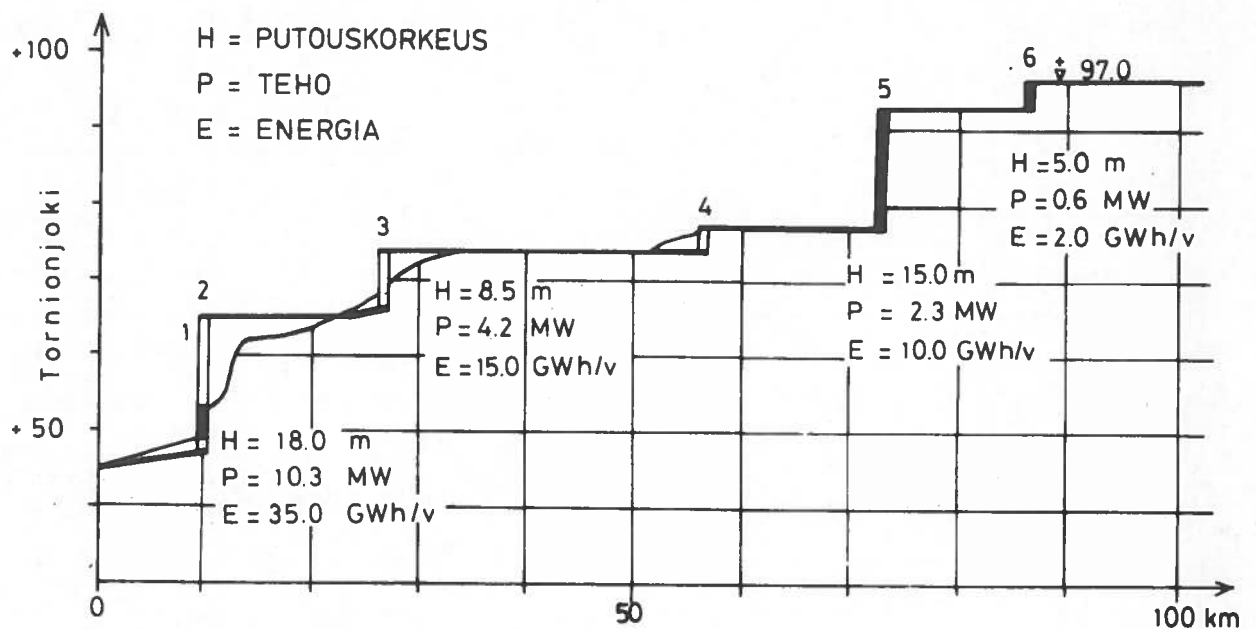 +100
H = PUTOUSKORKEUS
P = TEHO
E = ENERGIA
6
97.0
5
H = 5.0 m
P = 0.6 MW
E = 2.0 GWh/v
4
3
H = 15.0 m
P = 2.3 MW
E = 10.0 GWh/v
2
H = 8.5 m
P = 4.2 MW
E = 15.0 GWh/v
1
Tornionjoki
+50
H = 18.0 m
P = 10.3 MW
E = 35.0 GWh/v
0
50
100 km